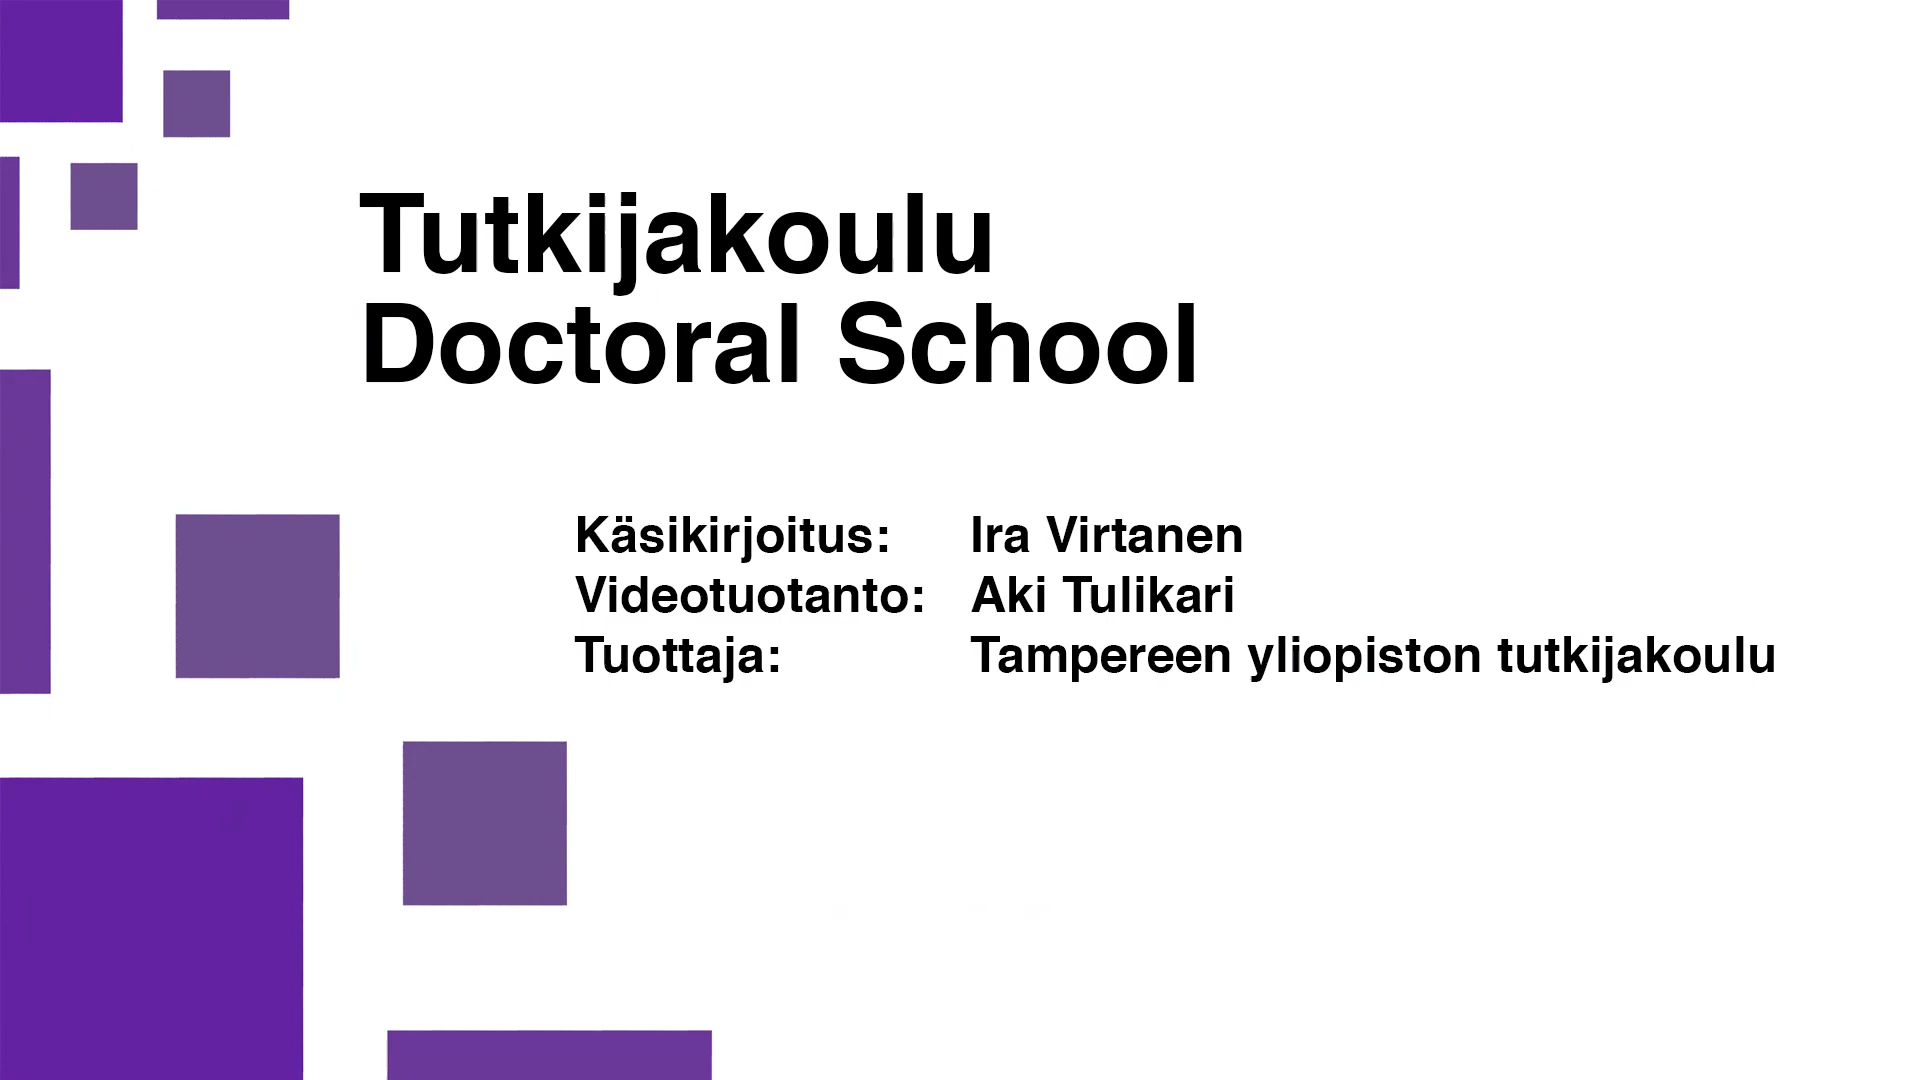 Tutkijakoulu
Doctoral School
Käsikirjoitus: Ira Virtanen
Videotuotanto: Aki Tulikari
Tuottaja: Tampereen yliopiston tutkijakoulu